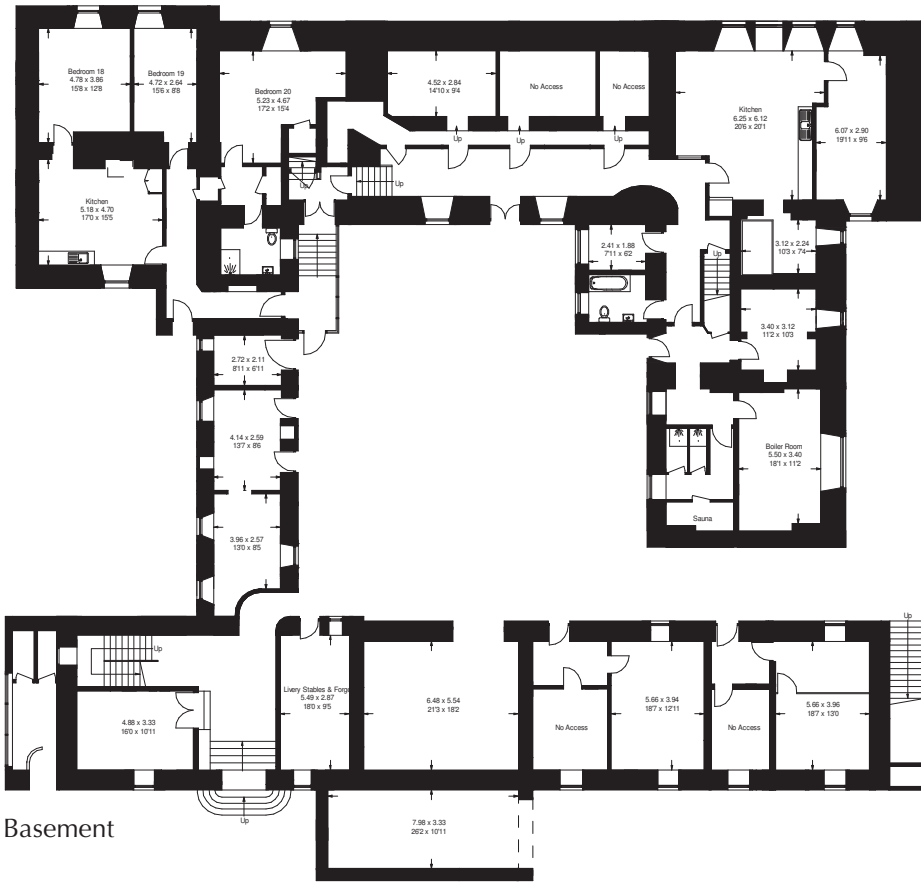 Bedroom 18
4.78 x 3.86
15'8 x 12'8
Bedroom 19
4.72 x 2.64
15'6 x 8'8
Bedroom 20
5.23 x 4.67
17'2 x 15'4
4.52 x 2.84
14'10 x 9'4
No Access
No Access
Up
Up
Up
Kitchen
6.25 x 6.12
20'6 x 20'1
6.07 x 2.90
19'11 x 9'6
Kitchen
5.18 x 4.70
17'0 x 15'5
Up
Up
2.41 x 1.88
7'11 x 6'2
3.12 x 2.24
10'3 x 7'4
Up
3.40 x 3.12
11'2 x 10'3
2.72 x 2.11
8'11 x 6'11
4.14 x 2.59
13'7 x 8'6
Boiler Room
5.50 x 3.40
18'1 x 11'2
Sauna
3.96 x 2.57
13'0 x 8'5
Up
Up
Livery Stables & Forge
5.49 x 2.87
18'0 x 9'5
6.48 x 5.54
21'3 x 18'2
No Access
5.66 x 3.94
18'7 x 12'11
No Access
5.66 x 3.96
18'7 x 13'0
4.88 x 3.33
16'0 x 10'11
Up
7.98 x 3.33
26'2 x 10'11
Basement